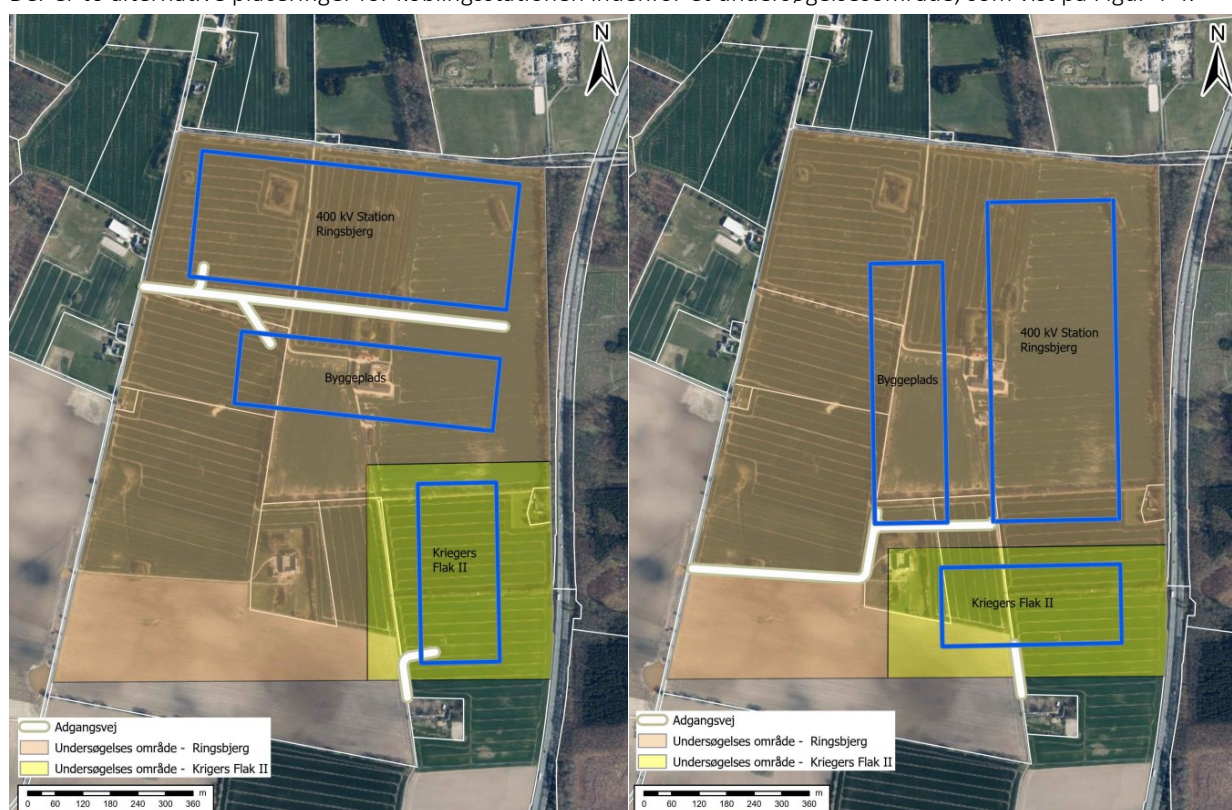 Der er to alternative placeringer for koblingsstationen indenfor et undersøgelsesområde, som vist på Figur
N
400 kV Station
Ringsbjerg
Byggeplads
Kriegers
Flak II
Adgangsvej
Undersøgelses område - Ringsbjerg
Undersøgelses område - Krigers Flak II
m
0 60 120 180 240 300 360
N
400 kV Station
Ringsbjerg
Byggeplads
Kriegers Flak II
Adgangsvej
Undersøgelses område - Ringsbjerg
Undersøgelses område - Kriegers Flak II
m
0 60 120 180 240 300 360